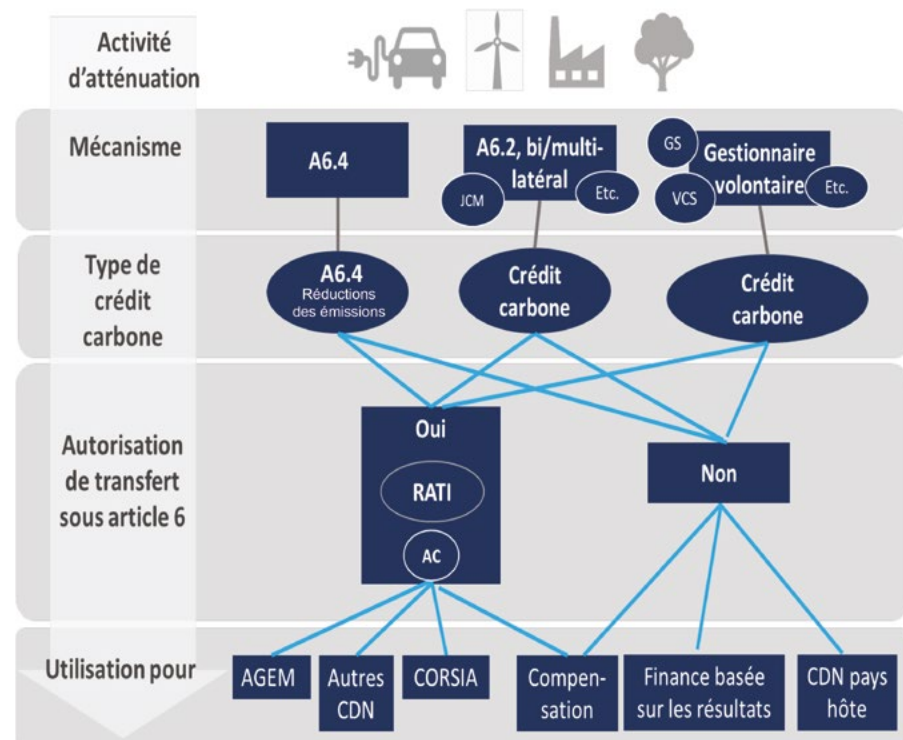 Activité
d'atténuation
Mécanisme
A6.4
A6.2, bi/multi-
latéral
JCM
Etc.
GS
Gestionnaire
volontaire
VCS
Etc.
Type de
crédit
carbone
A6.4
Réductions
des émissions
Crédit
carbone
Crédit
carbone
Autorisation
de transfert
sous article 6
Oui
RATI
AC
Non
Utilisation pour
AGEM
Autres
CDN
CORSIA
Compen-
sation
Finance basée
sur les résultats
CDN pays
hôte